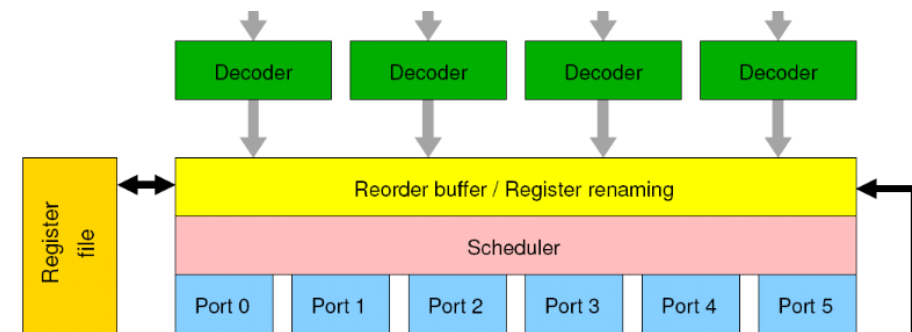 Decoder
Decoder
Decoder
Decoder
Reorder buffer / Register renaming
Register
file
Scheduler
Port 0
Port 1
Port 2
Port 3
Port 4
Port 5